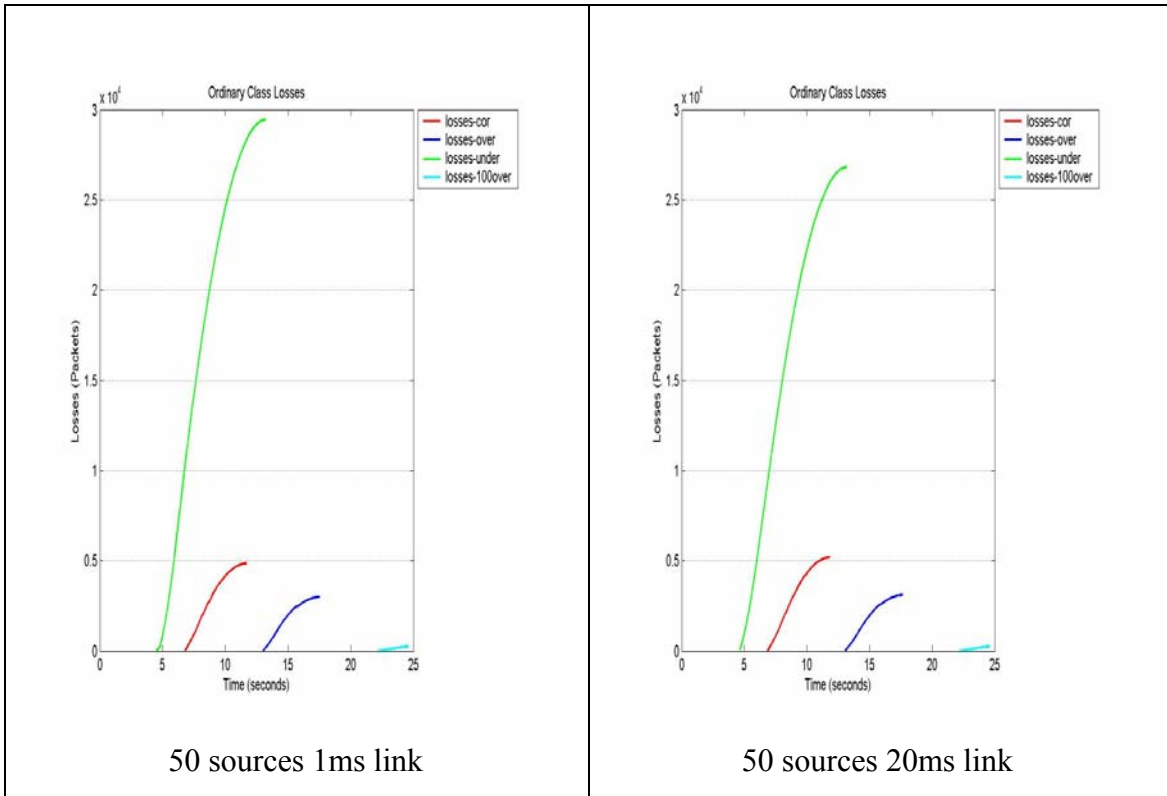 Ordinary Class Losses
x 10^4
3
2.5
2
1.5
1
0.5
0
Losses (Packets)
0 5 10 15 20 25
Time (seconds)
losses-cor
losses-over
losses-under
losses-100over
50 sources 1ms link
Ordinary Class Losses
x 10^4
3
2.5
2
1.5
1
0.5
0
Losses (Packets)
0 5 10 15 20 25
Time (seconds)
losses-cor
losses-over
losses-under
losses-100over
50 sources 20ms link